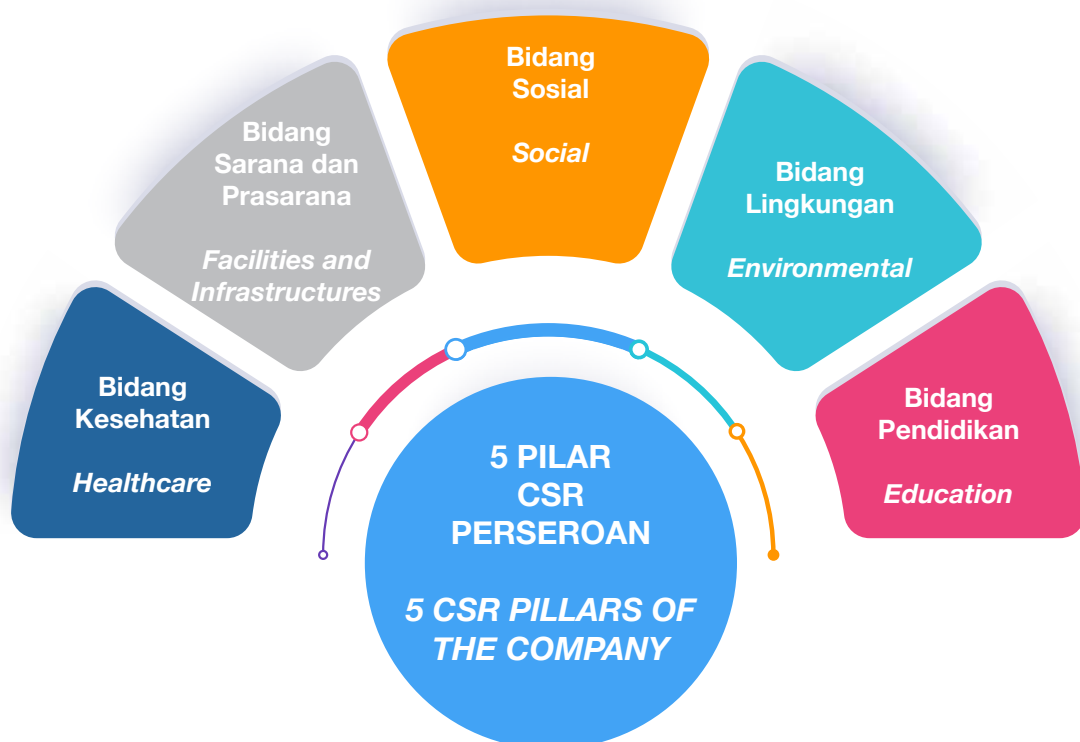 Bidang
Kesehatan
Healthcare
Bidang
Sarana dan
Prasarana
Facilities and
Infrastructures
Bidang
Sosial
Social
Bidang
Lingkungan
Environmental
Bidang
Pendidikan
Education
5 PILAR
CSR
PERSEROAN
5 CSR PILLARS OF
THE COMPANY